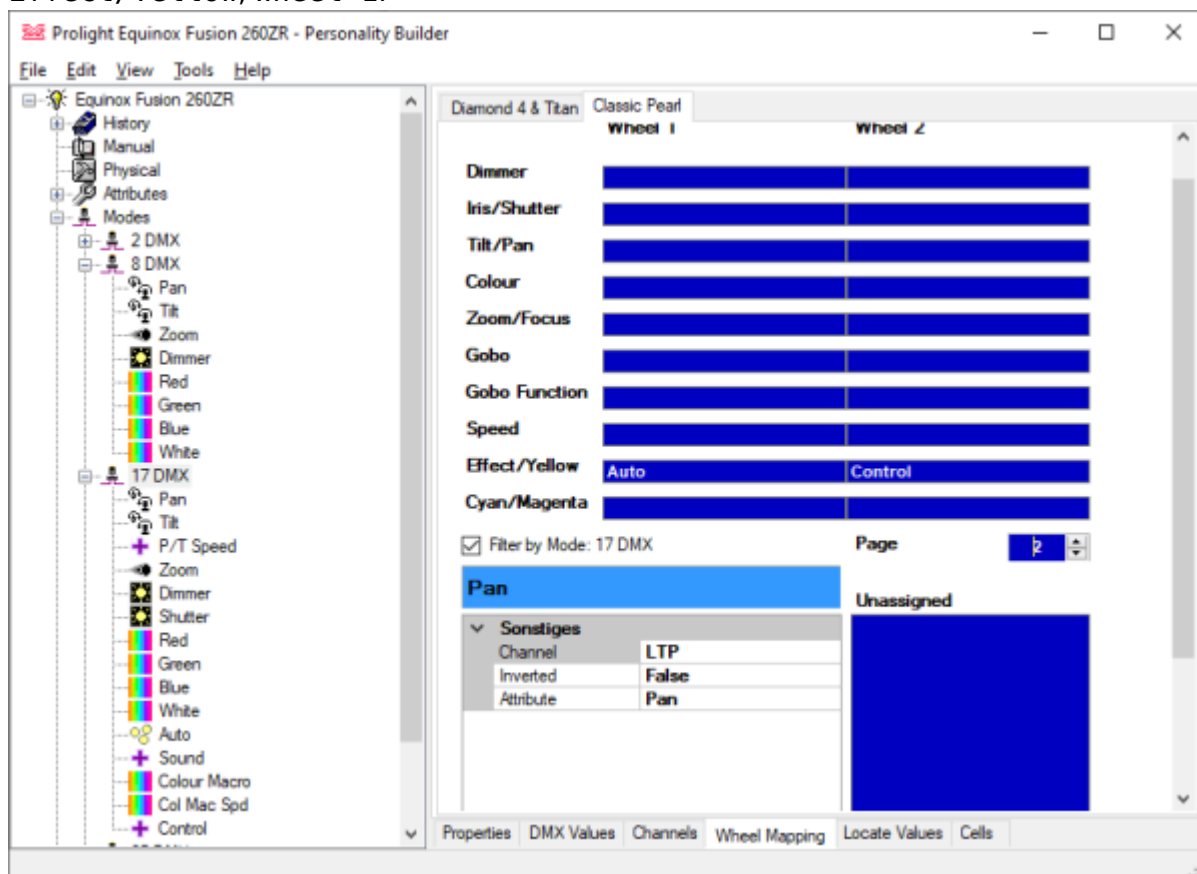 Prolight Equinox Fusion 260ZR - Personality Builder
File Edit View Tools Help
Equinox Fusion 260ZR
History
Manual
Physical
Attributes
Modes
2 DMX
8 DMX
Pan
Tilt
Zoom
Dimmer
Red
Green
Blue
White
17 DMX
Pan
Tilt
P/T Speed
Zoom
Dimmer
Shutter
Red
Green
Blue
White
Auto
Sound
Colour Macro
Col Mac Spd
Control
Diamond 4 & Titan Classic Pearl
Wheel 1 Wheel 2
Dimmer
Iris/Shutter
Tilt/Pan
Colour
Zoom/Focus
Gobo
Gobo Function
Speed
Effect/Yellow Auto Control
Cyan/Magenta
Filter by Mode: 17 DMX Page 2
Pan
Unassigned
Sonstiges
Channel LTP
Inverted False
Attribute Pan
Properties DMX Values Channels Wheel Mapping Locate Values Cells